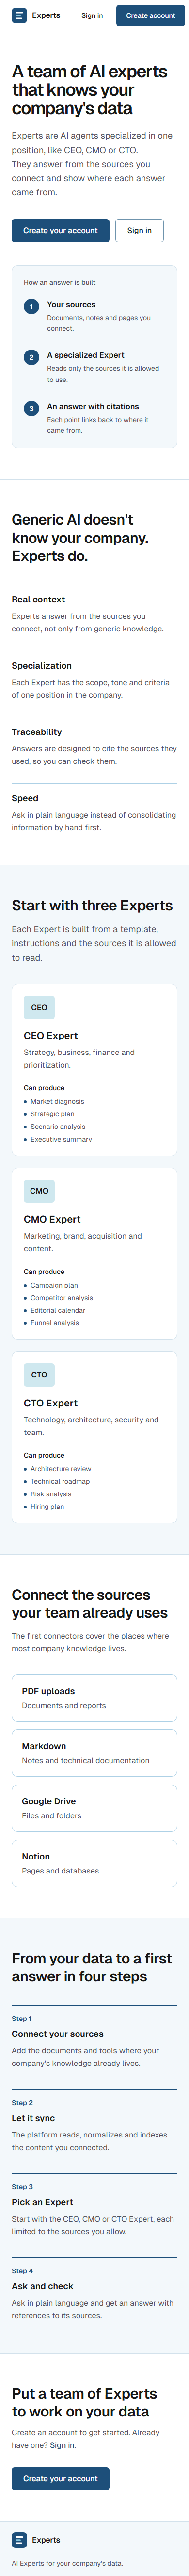 Experts
Sign in
Create account
A team of AI experts
that knows your
company's data
Experts are AI agents specialized in one
position, like CEO, CMO or CTO.
They answer from the sources you
connect and show where each answer
came from.
Create your account
Sign in
How an answer is built
1
Your sources
Documents, notes and pages you
connect.
2
A specialized Expert
Reads only the sources it is allowed
to use.
3
An answer with citations
Each point links back to where it
came from.
Generic AI doesn't
know your company.
Experts do.
Real context
Experts answer from the sources you
connect, not only from generic knowledge.
Specialization
Each Expert has the scope, tone and criteria
of one position in the company.
Traceability
Answers are designed to cite the sources they
used, so you can check them.
Speed
Ask in plain language instead of consolidating
information by hand first.
Start with three Experts
Each Expert is built from a template,
instructions and the sources it is allowed
to read.
CEO
CEO Expert
Strategy, business, finance and
prioritization.
Can produce
Market diagnosis
Strategic plan
Scenario analysis
Executive summary
CMO
CMO Expert
Marketing, brand, acquisition and
content.
Can produce
Campaign plan
Competitor analysis
Editorial calendar
Funnel analysis
CTO
CTO Expert
Technology, architecture, security and
team.
Can produce
Architecture review
Technical roadmap
Risk analysis
Hiring plan
Connect the sources
your team already uses
The first connectors cover the places where
most company knowledge lives.
PDF uploads
Documents and reports
Markdown
Notes and technical documentation
Google Drive
Files and folders
Notion
Pages and databases
From your data to a first
answer in four steps
Step 1
Connect your sources
Add the documents and tools where your
company's knowledge already lives.
Step 2
Let it sync
The platform reads, normalizes and indexes
the content you connected.
Step 3
Pick an Expert
Start with the CEO, CMO or CTO Expert, each
limited to the sources you allow.
Step 4
Ask and check
Ask in plain language and get an answer with
references to its sources.
Put a team of Experts
to work on your data
Create an account to get started. Already
have one? Sign in.
Create your account
Experts
AI Experts for your company's data.